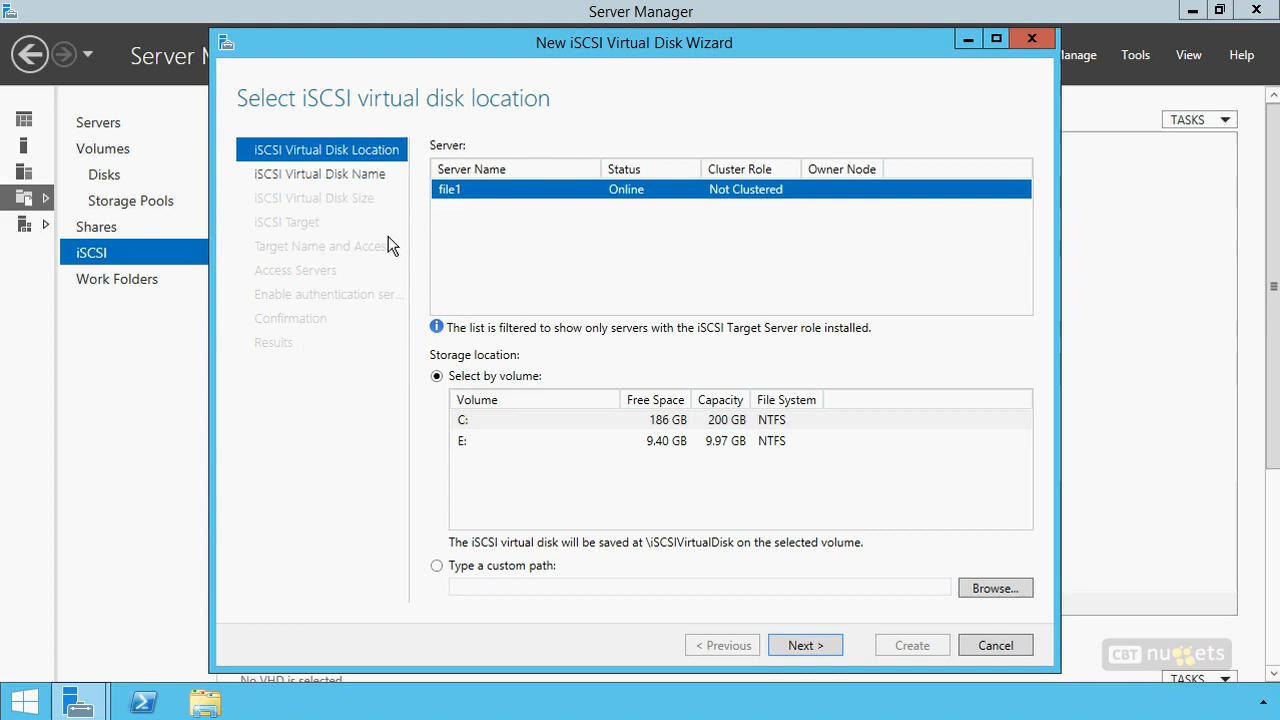 Server Manager
New iSCSI Virtual Disk Wizard
Server M
Manage Tools View Help
Select iSCSI virtual disk location
Servers
Volumes
Disks
Storage Pools
Shares
iSCSI
Work Folders
TASKS
iSCSI Virtual Disk Location
iSCSI Virtual Disk Name
iSCSI Virtual Disk Size
iSCSI Target
Target Name and Acces
Access Servers
Enable authentication ser...
Confirmation
Results
Server:
Server Name Status Cluster Role Owner Node
file1 Online Not Clustered
The list is filtered to show only servers with the iSCSI Target Server role installed.
Storage location:
Select by volume:
Volume Free Space Capacity File System
C: 186 GB 200 GB NTFS
E: 9.40 GB 9.97 GB NTFS
The iSCSI virtual disk will be saved at \iSCSIVirtualDisk on the selected volume.
Type a custom path:
Browse...
< Previous Next > Create Cancel
CBT nuggets
No VHD is selected.
TASKS